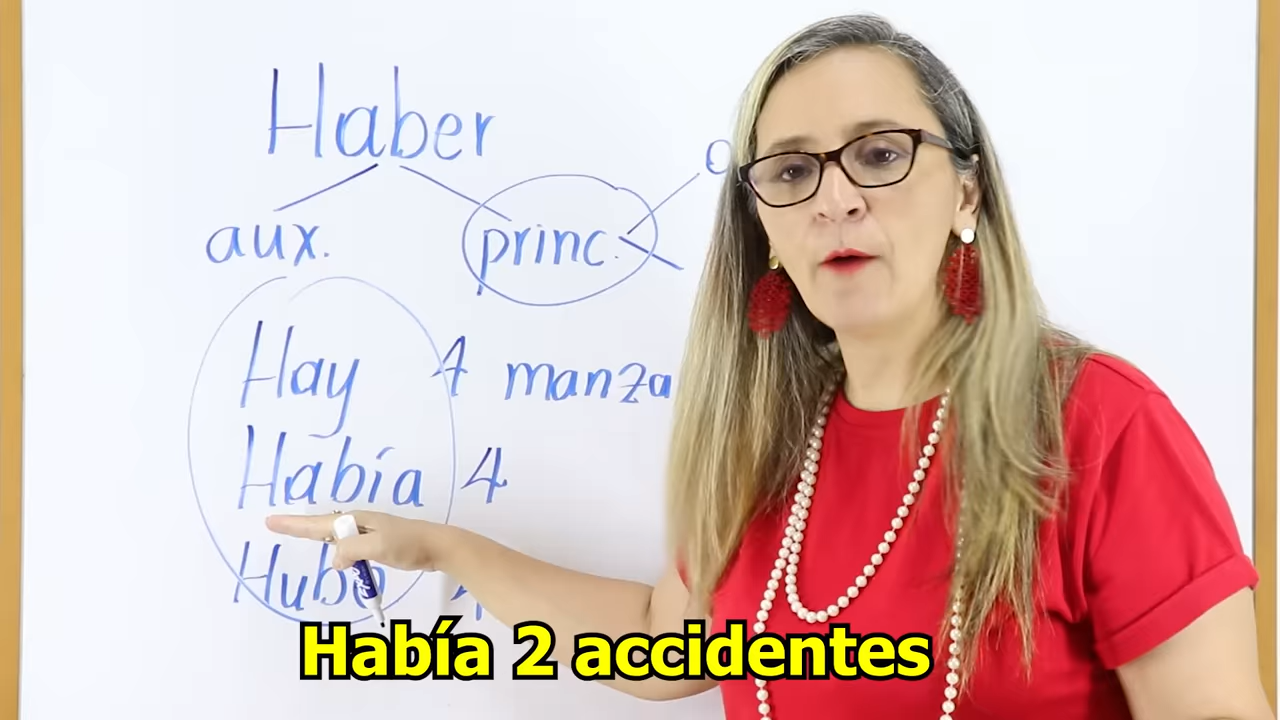 Haber
aux. princ.
Hay 4 manza
Había 4
Hubo
Había 2 accidentes